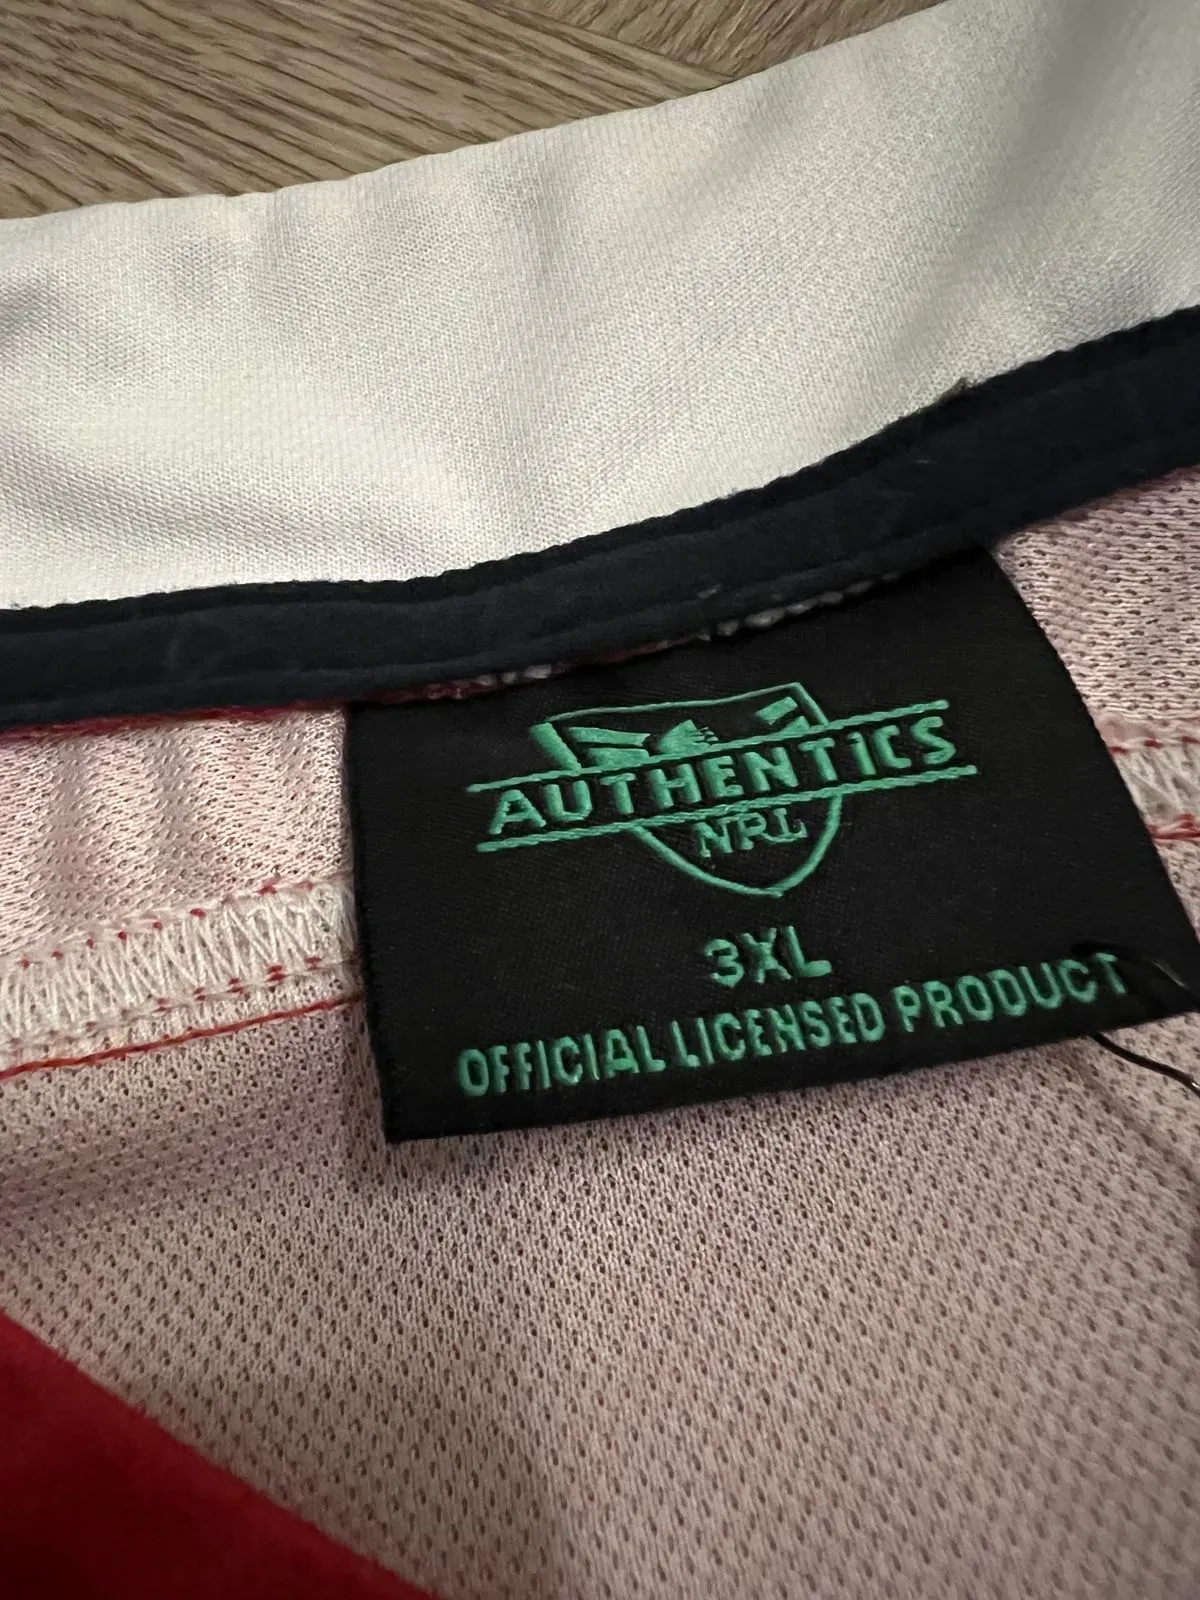 AUTHENTICS
NRL
3XL
OFFICIAL LICENSED PRODUCT